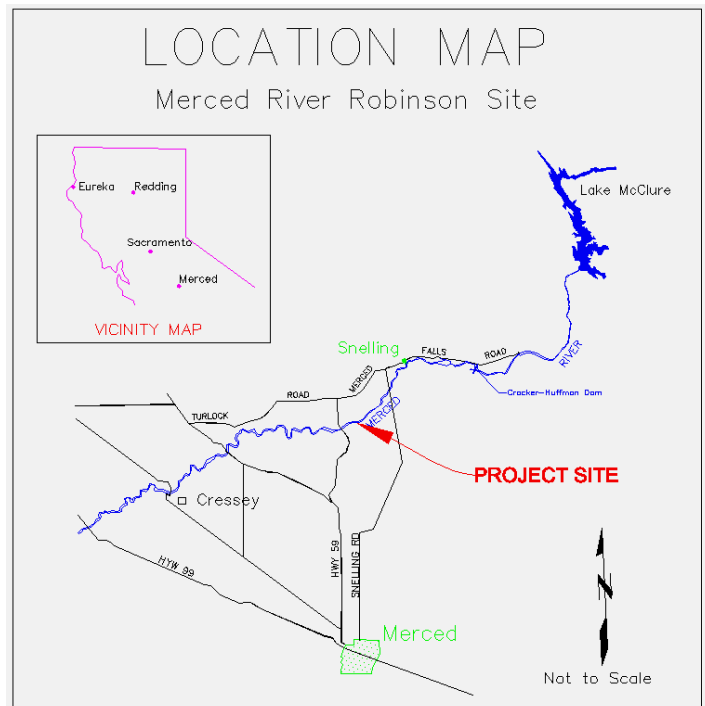 LOCATION MAP
Merced River Robinson Site
Eureka
Redding
Sacramento
Merced
VICINITY MAP
Lake McClure
Snelling
FALLS
ROAD
RIVER
MERCED
ROAD
Crocker-Huffman Dam
TURLOCK
MERCED
PROJECT SITE
Cressey
HYW 99
HWY 59
SNELLING RD
Merced
N
Not to Scale